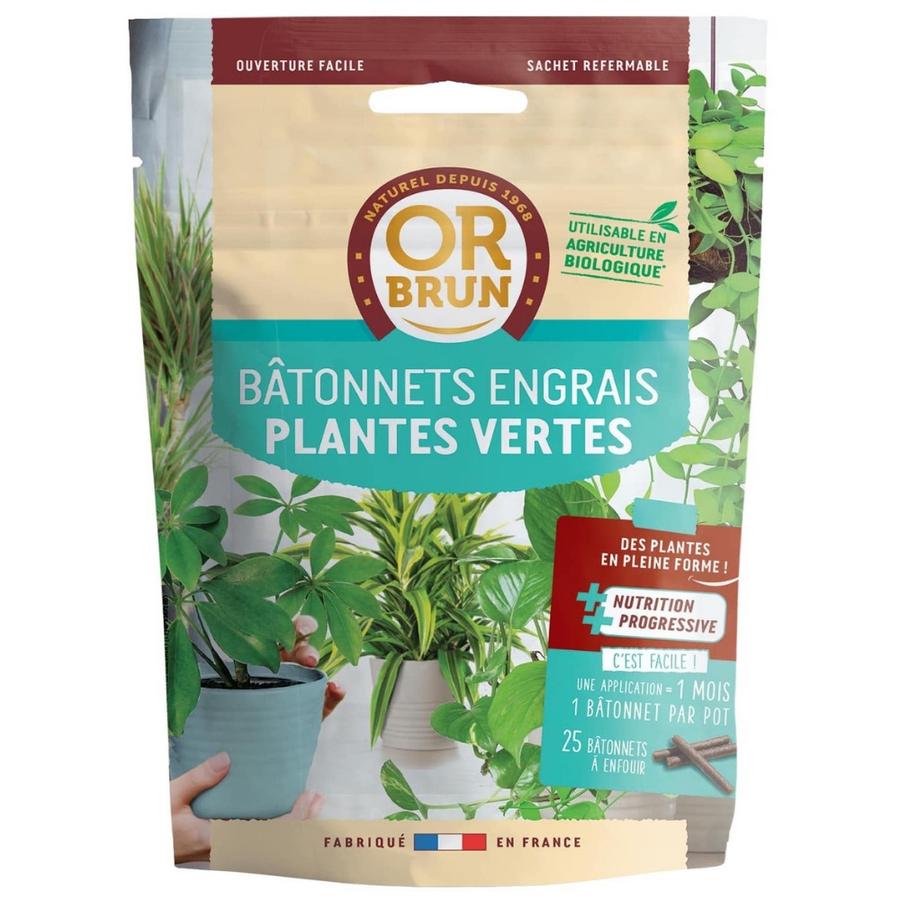 OUVERTURE FACILE
SACHET REFERMABLE
NATUREL DEPUIS 1968
OR
BRUN
UTILISABLE EN
AGRICULTURE
BIOLOGIQUE*
BÂTONNETS ENGRAIS
PLANTES VERTES
DES PLANTES
EN PLEINE FORME !
NUTRITION
PROGRESSIVE
C'EST FACILE !
UNE APPLICATION = 1 MOIS
1 BÂTONNET PAR POT
25 BÂTONNETS
À ENFOUIR
FABRIQUÉ EN FRANCE